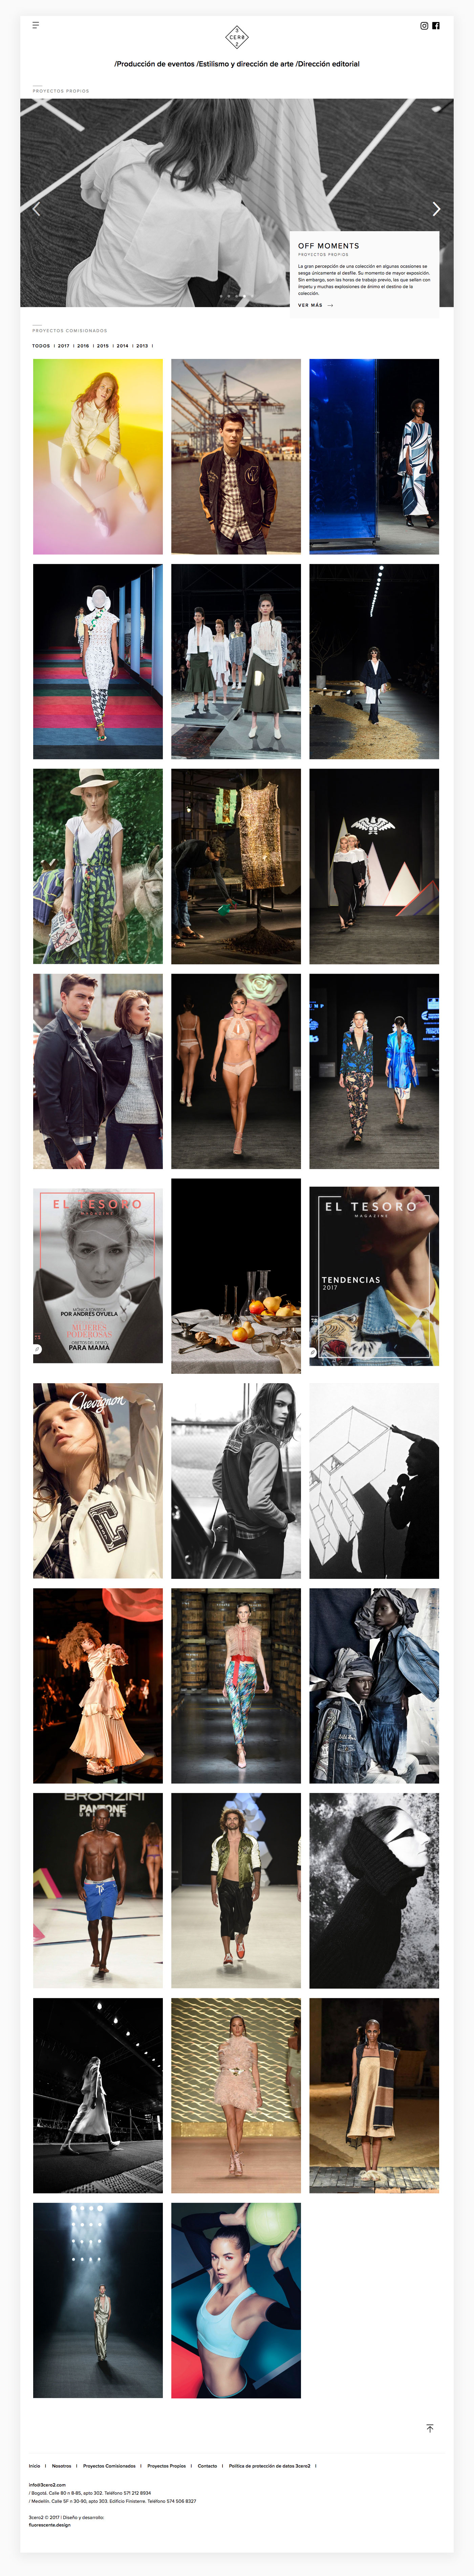 3
CERO
2
/Producción de eventos /Estilismo y dirección de arte /Dirección editorial
PROYECTOS PROPIOS
OFF MOMENTS
PROYECTOS PROPIOS
La gran percepción de una colección en algunas ocasiones se
sesga únicamente al desfile. Su momento de mayor exposición.
Sin embargo, son las horas de trabajo previo, las que sellan con
ímpetu y muchas explosiones de ánimo el destino de la
colección.
VER MÁS
PROYECTOS COMISIONADOS
TODOS | 2017 | 2016 | 2015 | 2014 | 2013 |
EL TESORO
MAGAZINE
POR ANDRÉS OYUELA
MUJERES
PODEROSAS
PARA MAMÁ
EL TESORO
MAGAZINE
TENDENCIAS
2017
Chevignon
C
BRONZINI
PANTONE
UNIVERSE
Inicio | Nosotros | Proyectos Comisionados | Proyectos Propios | Contacto | Política de protección de datos 3cero2 |
info@3cero2.com
/ Bogotá. Calle 80 n 8-85, apto 302. Teléfono 571 212 8934
/ Medellín. Calle 5F n 30-90, apto 303. Edificio Finisterre. Teléfono 574 506 8327
3cero2 © 2017 | Diseño y desarrollo:
fluorescente.design